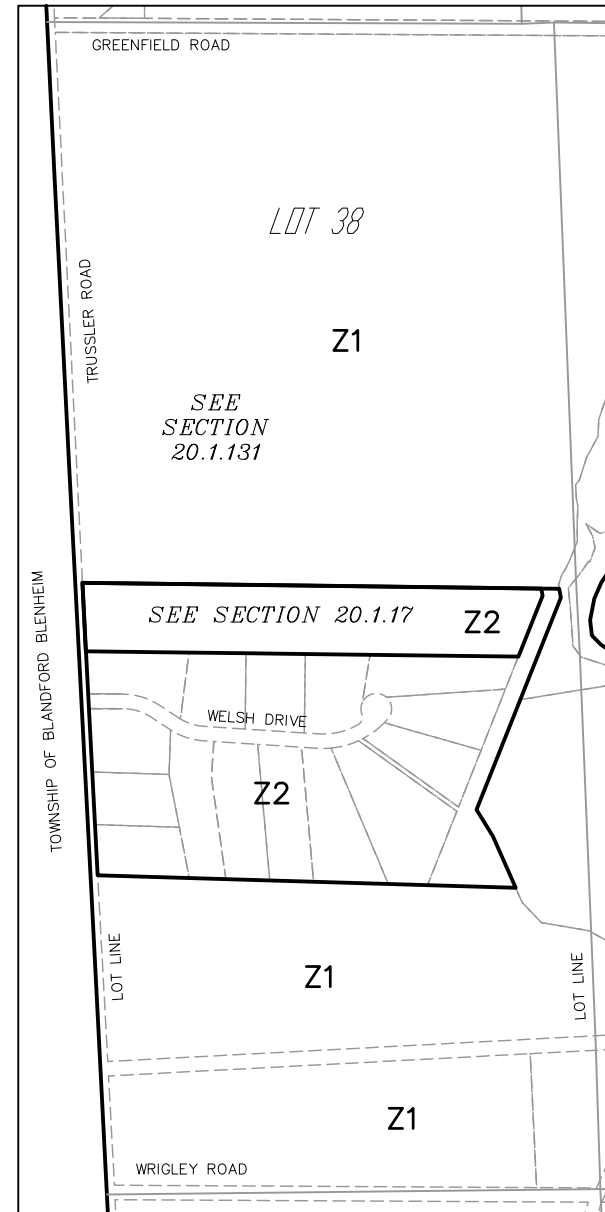 GREENFIELD ROAD
LOT 38
TRUSSLER ROAD
Z1
SEE
SECTION
20.1.131
TOWNSHIP OF BLANDFORD BLENHEIM
SEE SECTION 20.1.17
Z2
WELSH DRIVE
Z2
LOT LINE
Z1
LOT LINE
Z1
WRIGLEY ROAD